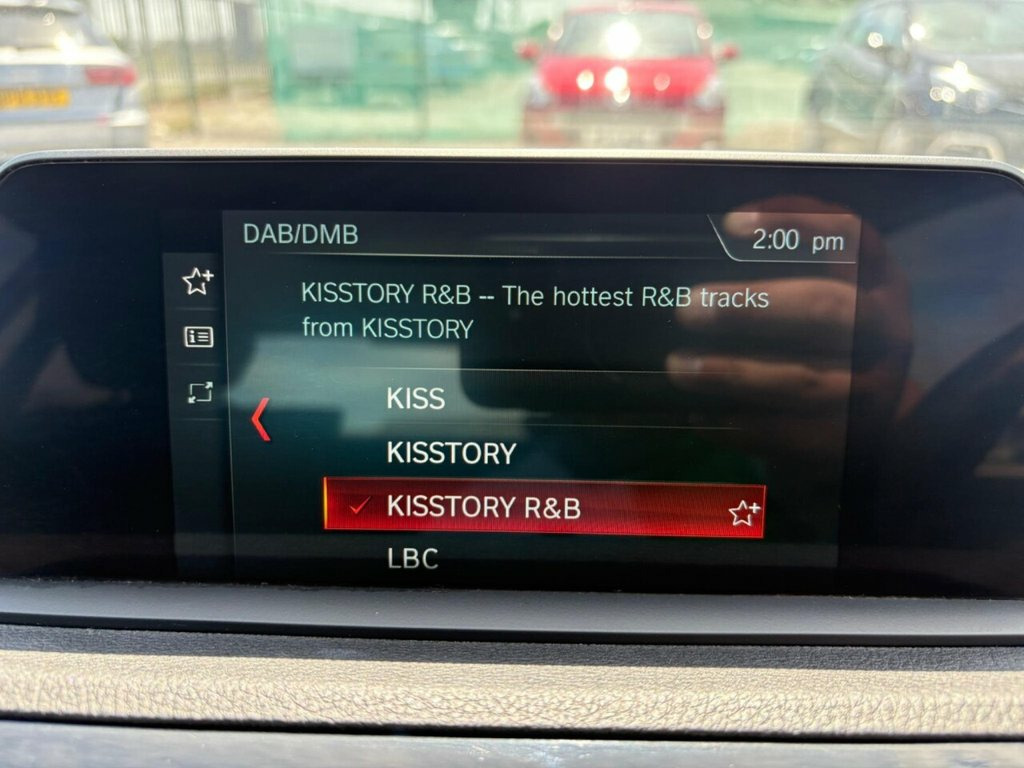 DAB/DMB
2:00 pm
KISSTORY R&B -- The hottest R&B tracks
from KISSTORY
KISS
KISSTORY
KISSTORY R&B
LBC